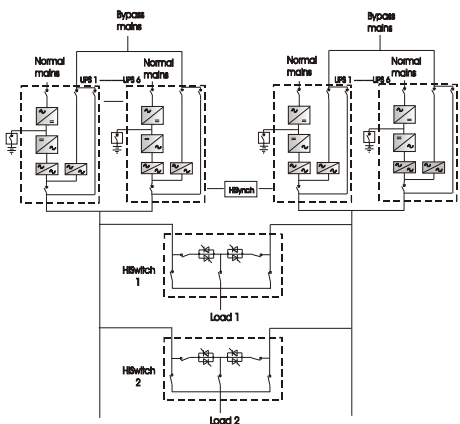 Bypass
mains
Bypass
mains
Normal
mains
UPS 1
UPS 6
Normal
mains
Normal
mains
UPS 1
UPS 6
Normal
mains
HiSynch
HiSwitch
1
Load 1
HiSwitch
2
Load 2